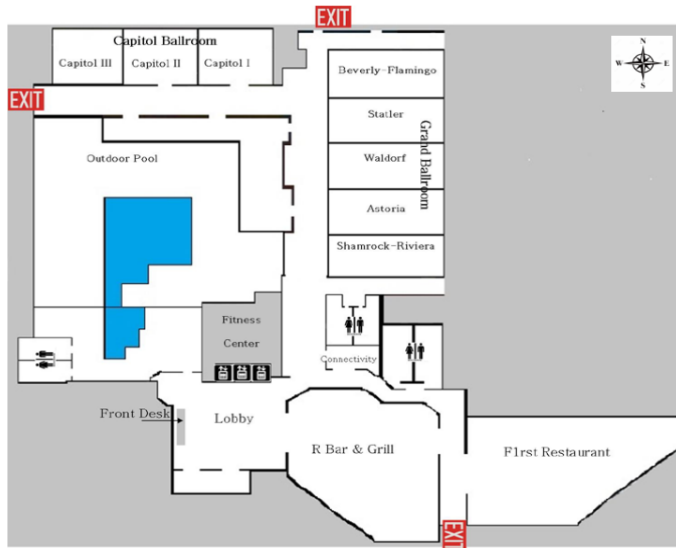 EXIT
Capitol Ballroom
Capitol III
Capitol II
Capitol I
Beverly-Flamingo
N
W
E
S
EXIT
Statler
Grand Ballroom
Outdoor Pool
Waldorf
Astoria
Shamrock-Riviera
Fitness
Center
Connectivity
Front Desk
Lobby
R Bar & Grill
F1rst Restaurant
EXIT